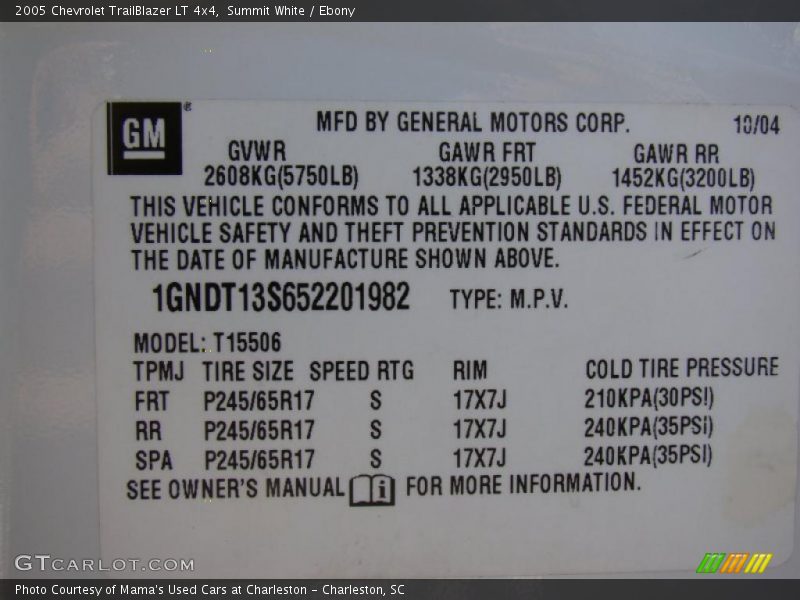 2005 Chevrolet TrailBlazer LT 4x4, Summit White / Ebony
GM ®
MFD BY GENERAL MOTORS CORP. 10/04
GVWR GAWR FRT GAWR RR
2608KG(5750LB) 1338KG(2950LB) 1452KG(3200LB)
THIS VEHICLE CONFORMS TO ALL APPLICABLE U.S. FEDERAL MOTOR
VEHICLE SAFETY AND THEFT PREVENTION STANDARDS IN EFFECT ON
THE DATE OF MANUFACTURE SHOWN ABOVE.
1GNDT13S652201982 TYPE: M.P.V.
MODEL: T15506
TPMJ TIRE SIZE SPEED RTG RIM COLD TIRE PRESSURE
FRT P245/65R17 S 17X7J 210KPA(30PSI)
RR P245/65R17 S 17X7J 240KPA(35PSI)
SPA P245/65R17 S 17X7J 240KPA(35PSI)
SEE OWNER'S MANUAL i FOR MORE INFORMATION.
GTCARLOT.COM
Photo Courtesy of Mama's Used Cars at Charleston - Charleston, SC